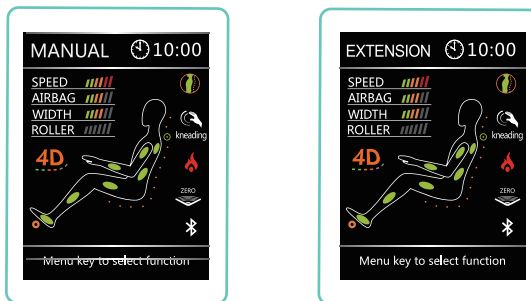 MANUAL 10:00
SPEED
AIRBAG
WIDTH
ROLLER
kneading
4D
ZERO
Menu key to select function
EXTENSION 10:00
SPEED
AIRBAG
WIDTH
ROLLER
kneading
4D
ZERO
Menu key to select function